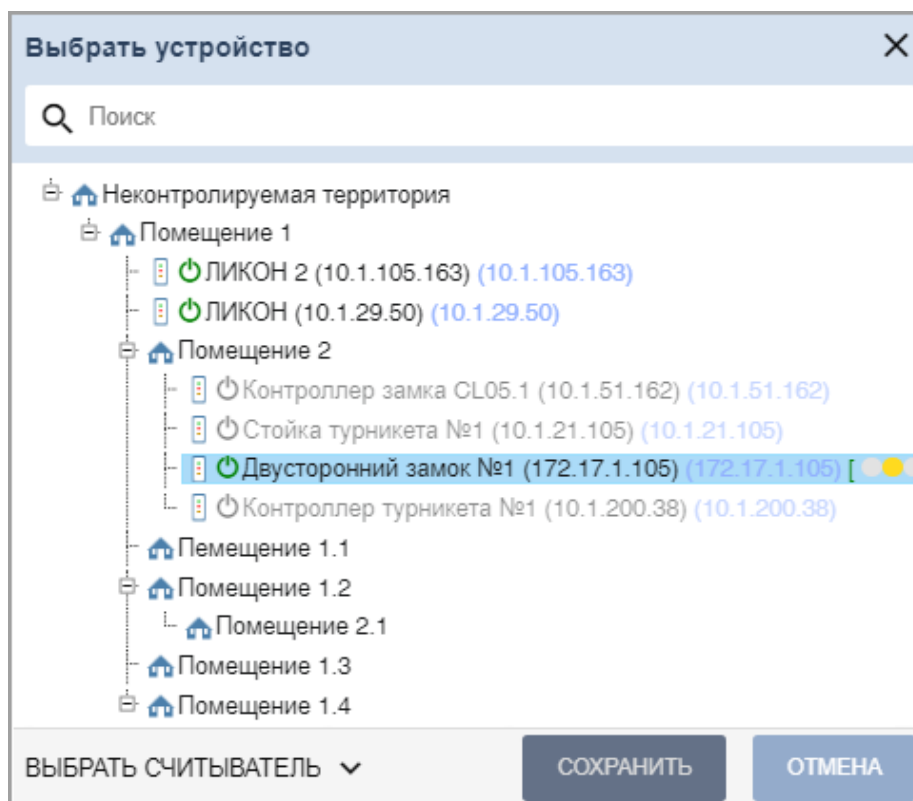 Выбрать устройство
Поиск
Неконтролируемая территория
Помещение 1
ЛИКОН 2 (10.1.105.163) (10.1.105.163)
ЛИКОН (10.1.29.50) (10.1.29.50)
Помещение 2
Контроллер замка CL05.1 (10.1.51.162) (10.1.51.162)
Стойка турникета №1 (10.1.21.105) (10.1.21.105)
Двусторонний замок №1 (172.17.1.105) (172.17.1.105) [
Контроллер турникета №1 (10.1.200.38) (10.1.200.38)
Пемещение 1.1
Помещение 1.2
Помещение 2.1
Помещение 1.3
Помещение 1.4
ВЫБРАТЬ СЧИТЫВАТЕЛЬ СОХРАНИТЬ ОТМЕНА